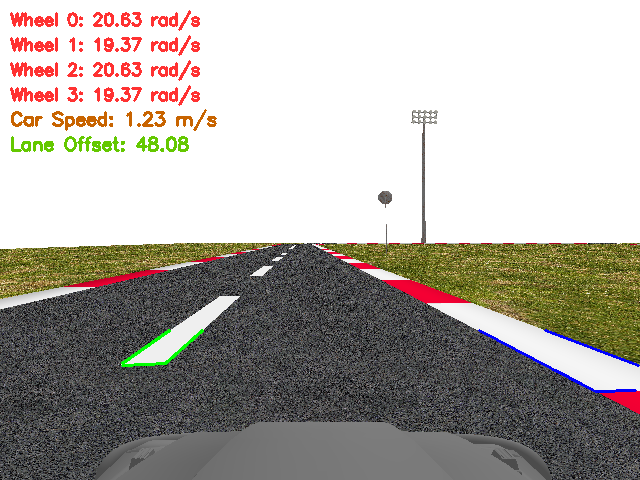 Wheel 0: 20.63 rad/s
Wheel 1: 19.37 rad/s
Wheel 2: 20.63 rad/s
Wheel 3: 19.37 rad/s
Car Speed: 1.23 m/s
Lane Offset: 48.08